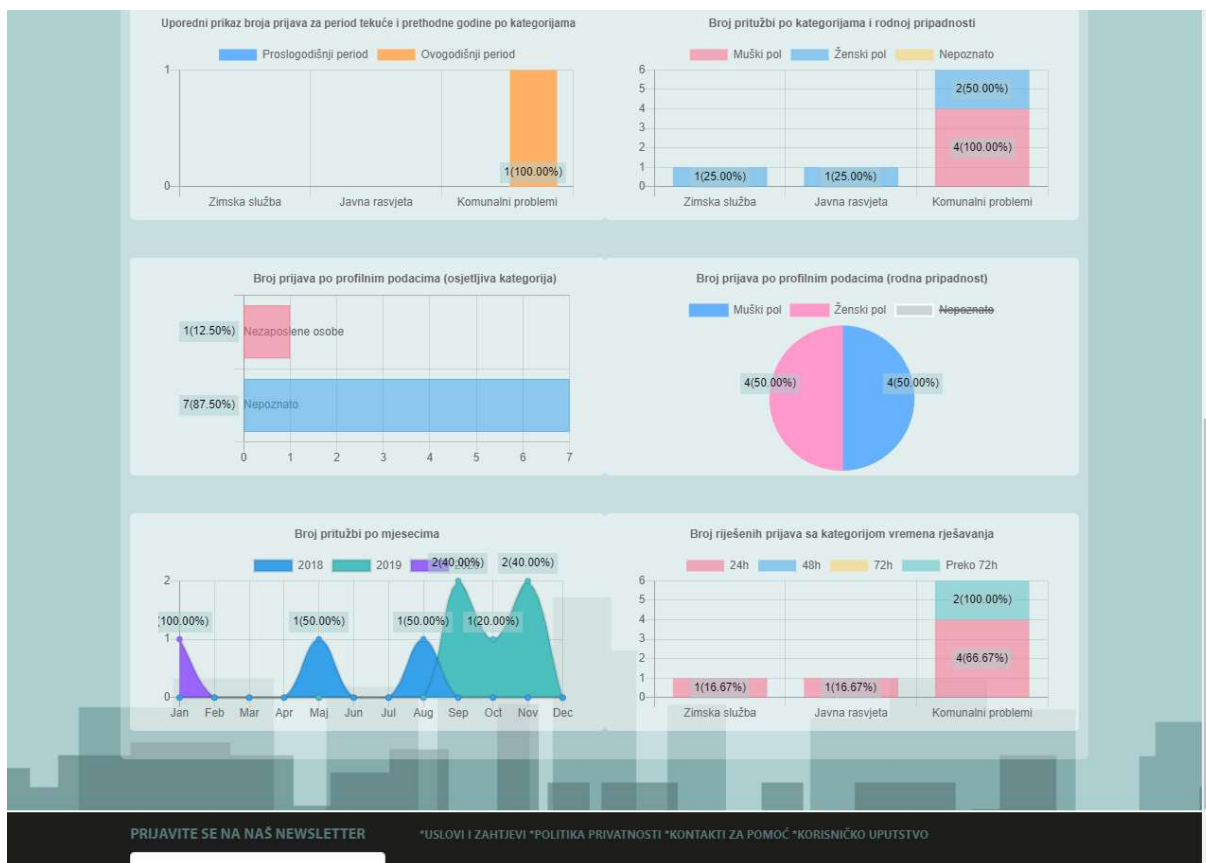 Uporedni prikaz broja prijava za period tekuće i prethodne godine po kategorijama
Proslogodišnji period Ovogodišnji period
1
1(100.00%)
0
Zimska služba Javna rasvjeta Komunalni problemi
Broj pritužbi po kategorijama i rodnoj pripadnosti
Muški pol Ženski pol Nepoznato
6
2(50.00%)
5
4
3
4(100.00%)
2
1
1(25.00%) 1(25.00%)
0
Zimska služba Javna rasvjeta Komunalni problemi
Broj prijava po profilnim podacima (osjetljiva kategorija)
1(12.50%) Nezaposlene osobe
7(87.50%) Nepoznato
0 1 2 3 4 5 6 7
Broj prijava po profilnim podacima (rodna pripadnost)
Muški pol Ženski pol Nepoznato
4(50.00%) 4(50.00%)
Broj pritužbi po mjesecima
2018 2019 2(40.00%) 2(40.00%)
2
(100.00%) 1(50.00%) 1(50.00%) 1(20.00%)
1
0
Jan Feb Mar Apr Maj Jun Jul Aug Sep Oct Nov Dec
Broj riješenih prijava sa kategorijom vremena rješavanja
24h 48h 72h Preko 72h
6
2(100.00%)
5
4
3
2
4(66.67%)
1
1(16.67%) 1(16.67%)
0
Zimska služba Javna rasvjeta Komunalni problemi
PRIJAVITE SE NA NAŠ NEWSLETTER
*USLOVI I ZAHTJEVI *POLITIKA PRIVATNOSTI *KONTAKTI ZA POMOĆ *KORISNIČKO UPUTSTVO